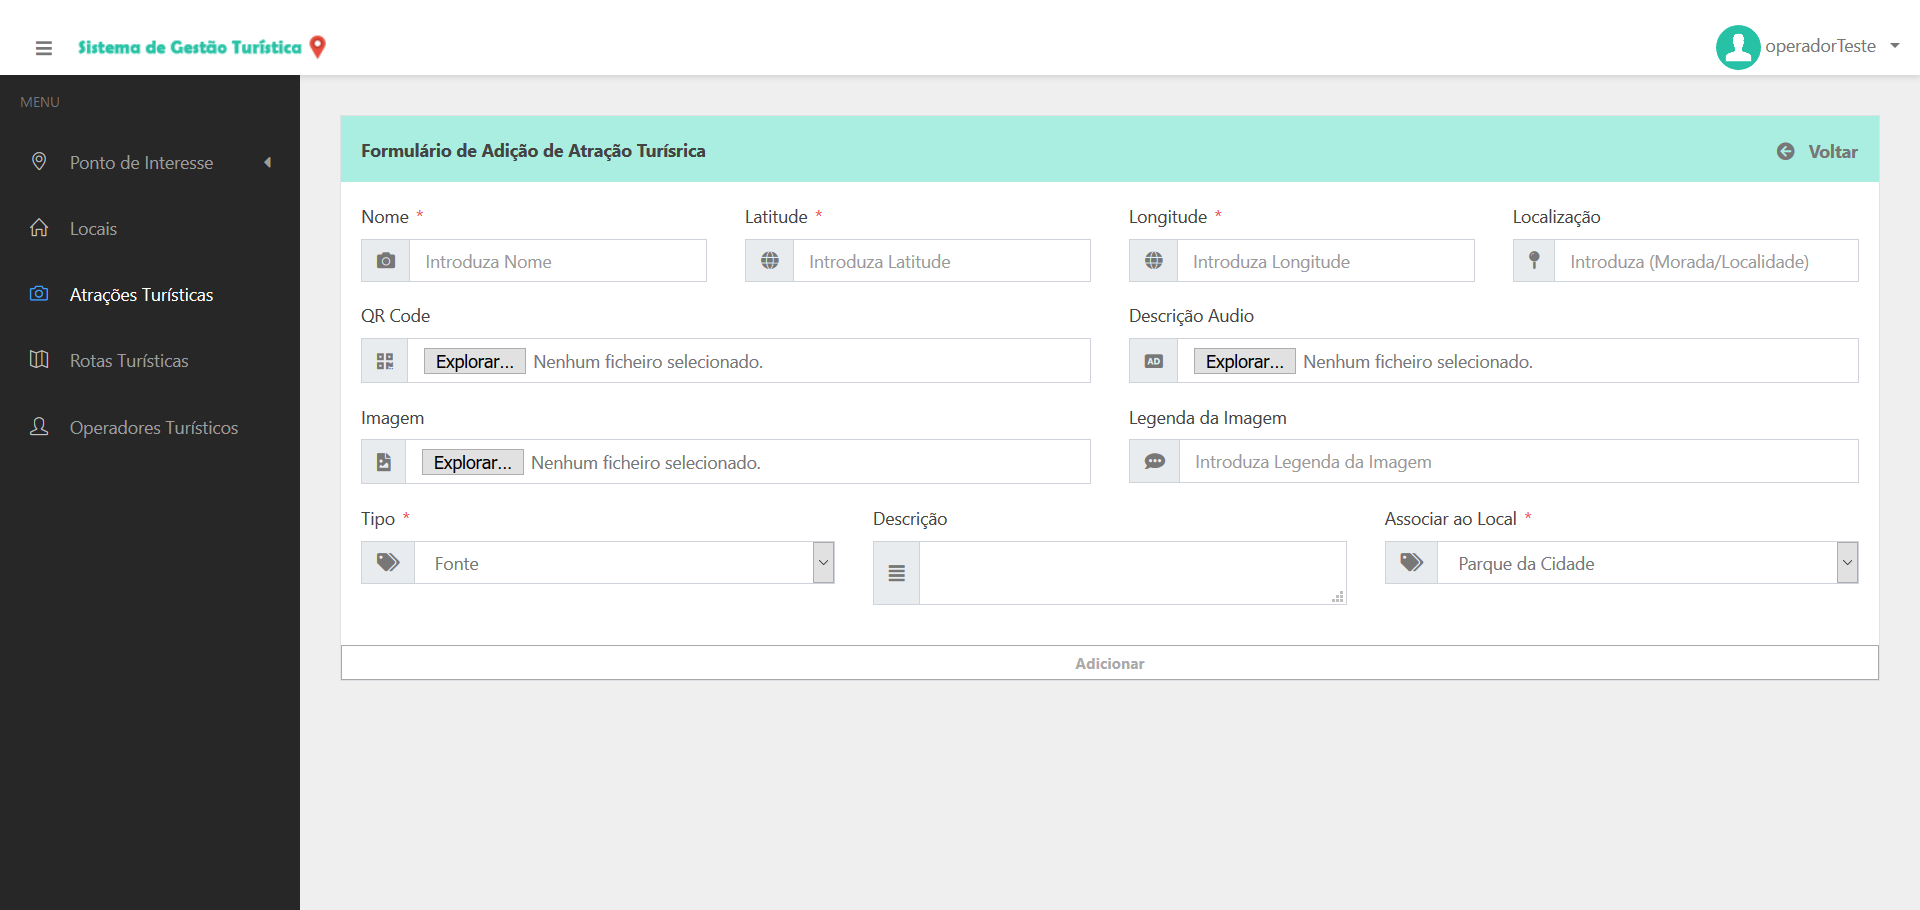 Sistema de Gestão Turística
operadorTeste
MENU
Ponto de Interesse
Locais
Atrações Turísticas
Rotas Turísticas
Operadores Turísticos
Formulário de Adição de Atração Turísrica
Voltar
Nome *
Latitude *
Longitude *
Localização
Introduza Nome
Introduza Latitude
Introduza Longitude
Introduza (Morada/Localidade)
QR Code
Descrição Audio
Explorar... Nenhum ficheiro selecionado.
AD
Explorar... Nenhum ficheiro selecionado.
Imagem
Legenda da Imagem
Explorar... Nenhum ficheiro selecionado.
Introduza Legenda da Imagem
Tipo *
Descrição
Associar ao Local *
Fonte
Parque da Cidade
Adicionar